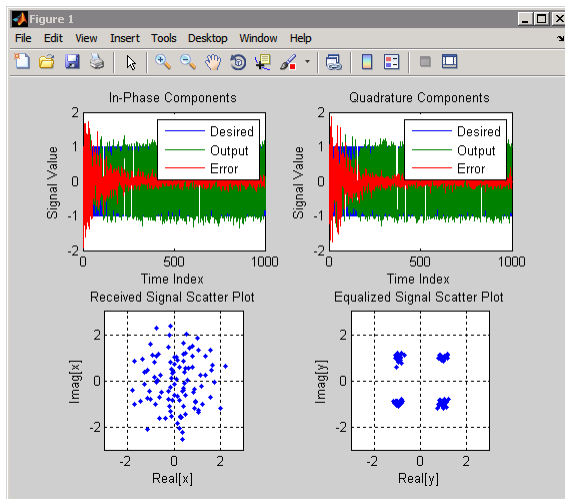 Figure 1
File Edit View Insert Tools Desktop Window Help
In-Phase Components
Signal Value
2
1
0
-1
-2
Desired
Output
Error
0 500 1000
Time Index
Quadrature Components
Signal Value
2
1
0
-1
-2
Desired
Output
Error
0 500 1000
Time Index
Received Signal Scatter Plot
Imag[x]
2
0
-2
-2 0 2
Real[x]
Equalized Signal Scatter Plot
Imag[y]
2
0
-2
-2 0 2
Real[y]